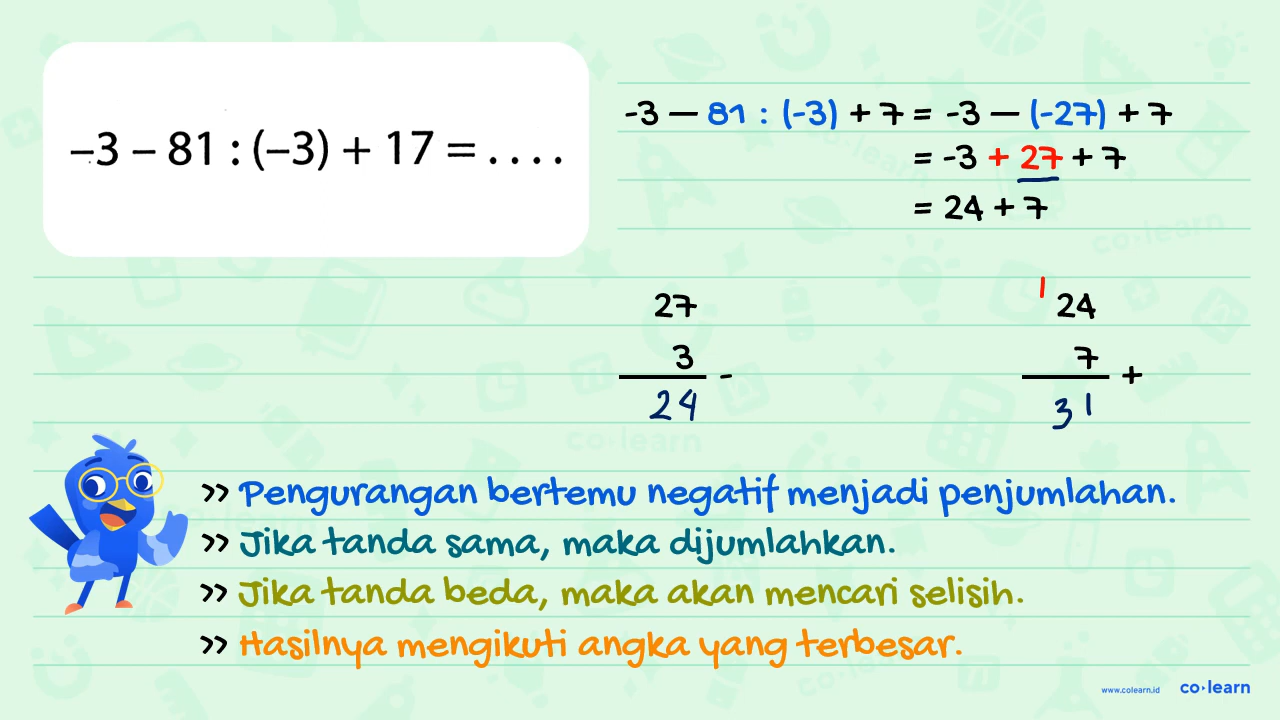 –3 – 81 : (–3) + 17 = . . . .
-3 — 81 : (-3) + 7 = -3 — (-27) + 7
= -3 + 27 + 7
= 24 + 7
27
3
-
24
1
24
7
+
31
>> Pengurangan bertemu negatif menjadi penjumlahan.
>> Jika tanda sama, maka dijumlahkan.
>> Jika tanda beda, maka akan mencari selisih.
>> Hasilnya mengikuti angka yang terbesar.
www.colearn.id co·learn